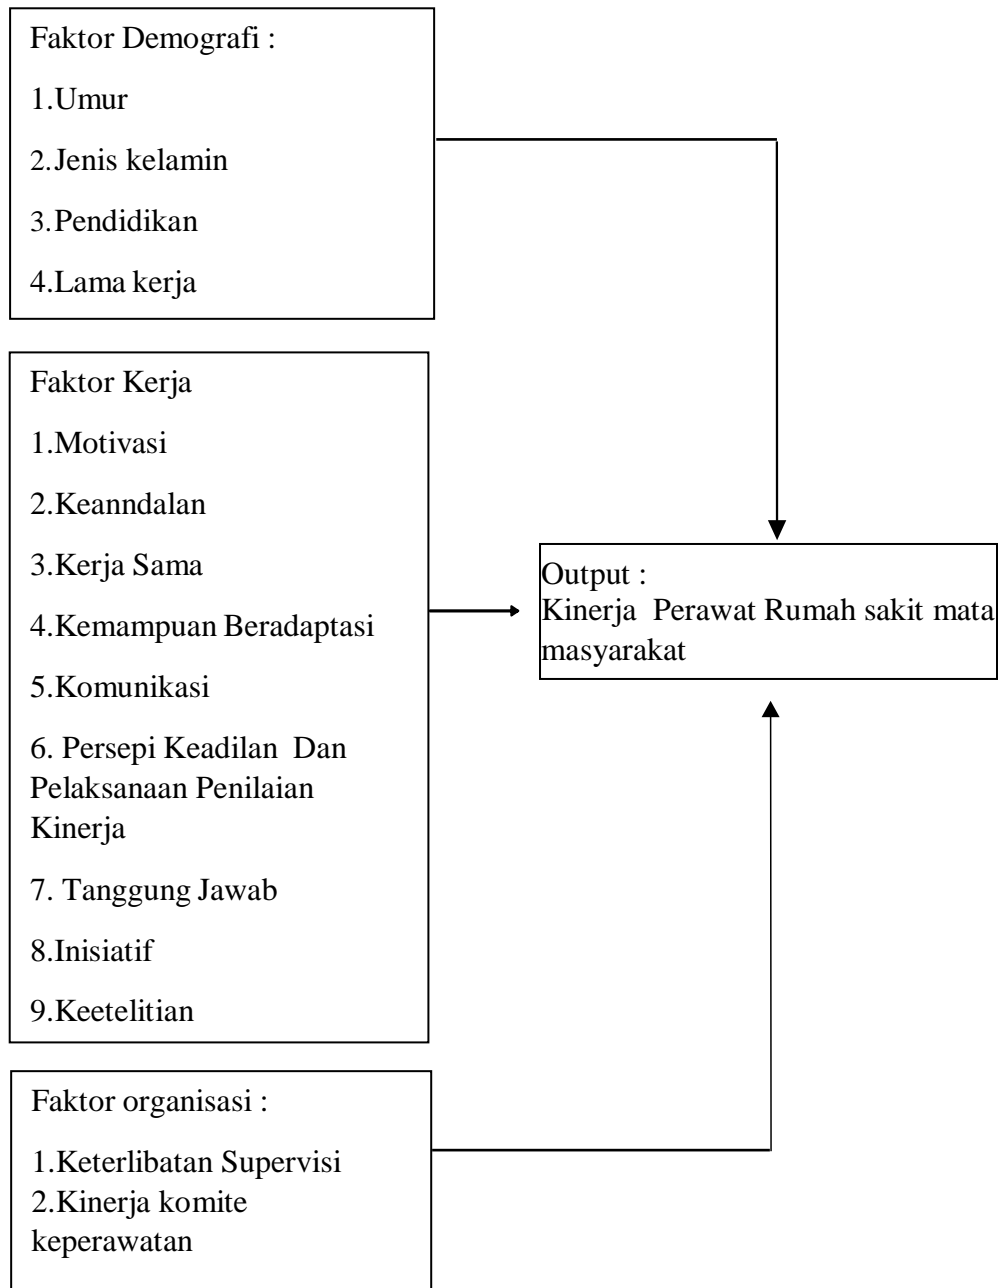 Faktor Demografi :
1.Umur
2.Jenis kelamin
3.Pendidikan
4.Lama kerja
Faktor Kerja
1.Motivasi
2.Keanndalan
3.Kerja Sama
4.Kemampuan Beradaptasi
5.Komunikasi
6. Persepi Keadilan Dan
Pelaksanaan Penilaian
Kinerja
7. Tanggung Jawab
8.Inisiatif
9.Keetelitian
Faktor organisasi :
1.Keterlibatan Supervisi
2.Kinerja komite
keperawatan
Output :
Kinerja Perawat Rumah sakit mata
masyarakat